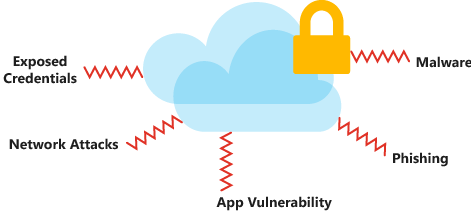 Exposed
Credentials
Malware
Network Attacks
Phishing
App Vulnerability